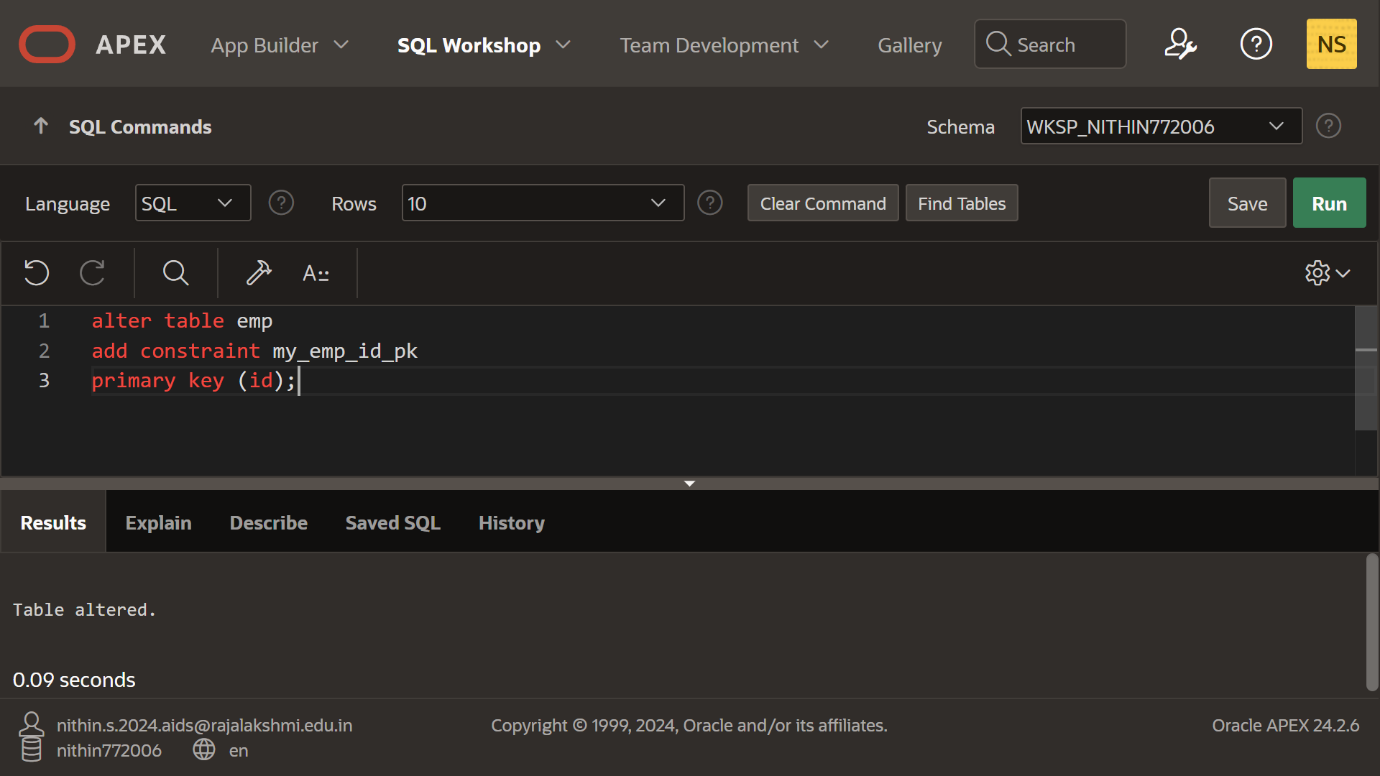 APEX App Builder SQL Workshop Team Development Gallery Search NS
SQL Commands Schema WKSP_NITHIN772006
Language SQL Rows 10 Clear Command Find Tables Save Run
A::
1 alter table emp
2 add constraint my_emp_id_pk
3 primary key (id);
Results Explain Describe Saved SQL History
Table altered.
0.09 seconds
nithin.s.2024.aids@rajalakshmi.edu.in Copyright © 1999, 2024, Oracle and/or its affiliates. Oracle APEX 24.2.6
nithin772006 en